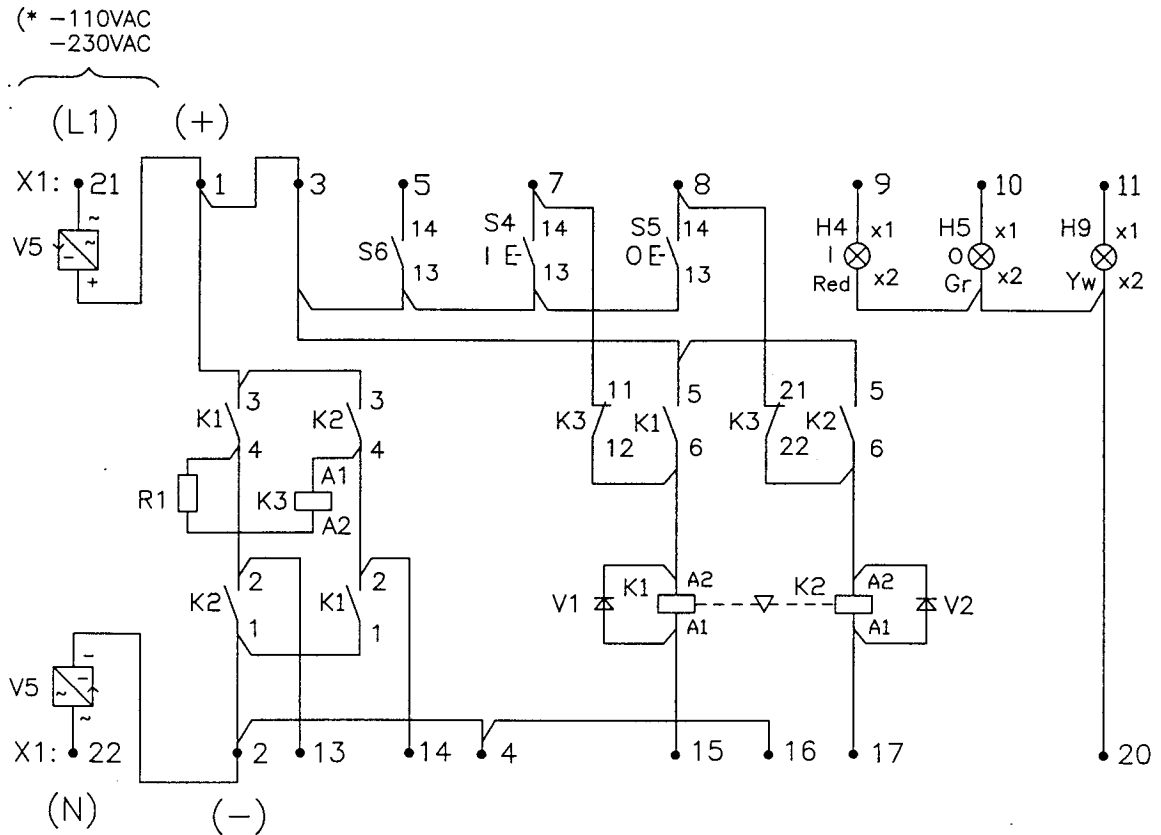 (* -110VAC
-230VAC
(L1) (+)
X1: 21 1 3 5 7 8 9 10 11
~
V5 ~ - +
S6 14 13
S4 14 I E- 13
S5 14 O E- 13
H4 x1 I x2 Red
H5 x1 O x2 Gr
H9 x1 x2 Yw
K1 3 4
K2 3 4
K3 11 12
K1 5 6
K3 21 22
K2 5 6
R1
K3 A1 A2
K2 2 1
K1 2 1
V1 K1 A2 A1
K2 A2 A1 V2
V5 - - ~ ~
X1: 22 2 13 14 4 15 16 17 20
(N) (-)